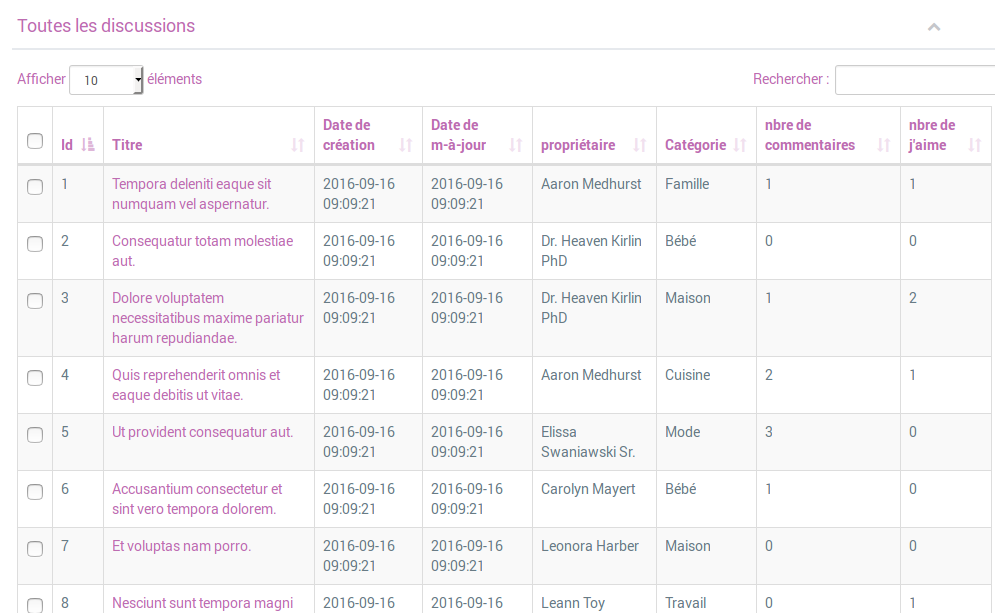 Toutes les discussions
Afficher 10 éléments Rechercher :
Id Titre Date de création Date de m-à-jour propriétaire Catégorie nbre de commentaires nbre de j'aime
1 Tempora deleniti eaque sit 2016-09-16 2016-09-16 Aaron Medhurst Famille 1 1
numquam vel aspernatur. 09:09:21 09:09:21
2 Consequatur totam molestiae 2016-09-16 2016-09-16 Dr. Heaven Kirlin Bébé 0 0
aut. 09:09:21 09:09:21 PhD
3 Dolore voluptatem 2016-09-16 2016-09-16 Dr. Heaven Kirlin Maison 1 2
necessitatibus maxime pariatur 09:09:21 09:09:21 PhD
harum repudiandae.
4 Quis reprehenderit omnis et 2016-09-16 2016-09-16 Aaron Medhurst Cuisine 2 1
eaque debitis ut vitae. 09:09:21 09:09:21
5 Ut provident consequatur aut. 2016-09-16 2016-09-16 Elissa Mode 3 0
09:09:21 09:09:21 Swaniawski Sr.
6 Accusantium consectetur et 2016-09-16 2016-09-16 Carolyn Mayert Bébé 1 0
sint vero tempora dolorem. 09:09:21 09:09:21
7 Et voluptas nam porro. 2016-09-16 2016-09-16 Leonora Harber Maison 0 0
09:09:21 09:09:21
8 Nesciunt sunt tempora magni 2016-09-16 2016-09-16 Leann Toy Travail 0 1